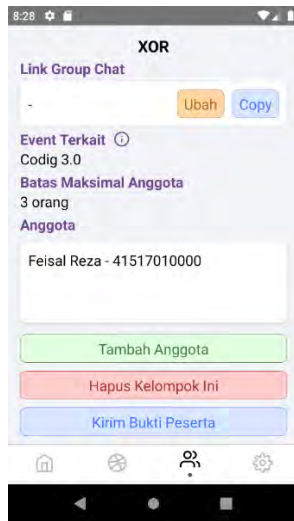 8:28
XOR
Link Group Chat
-
Ubah
Copy
Event Terkait
Codig 3.0
Batas Maksimal Anggota
3 orang
Anggota
Feisal Reza - 41517010000
Tambah Anggota
Hapus Kelompok Ini
Kirim Bukti Peserta